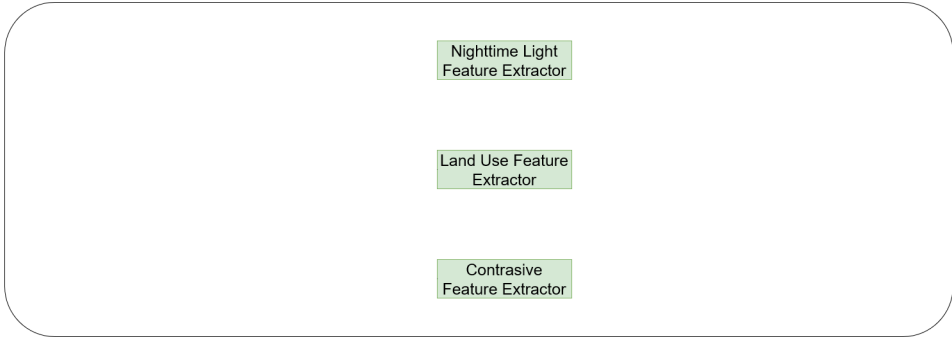 Nighttime Light
Feature Extractor
Land Use Feature
Extractor
Contrasive
Feature Extractor